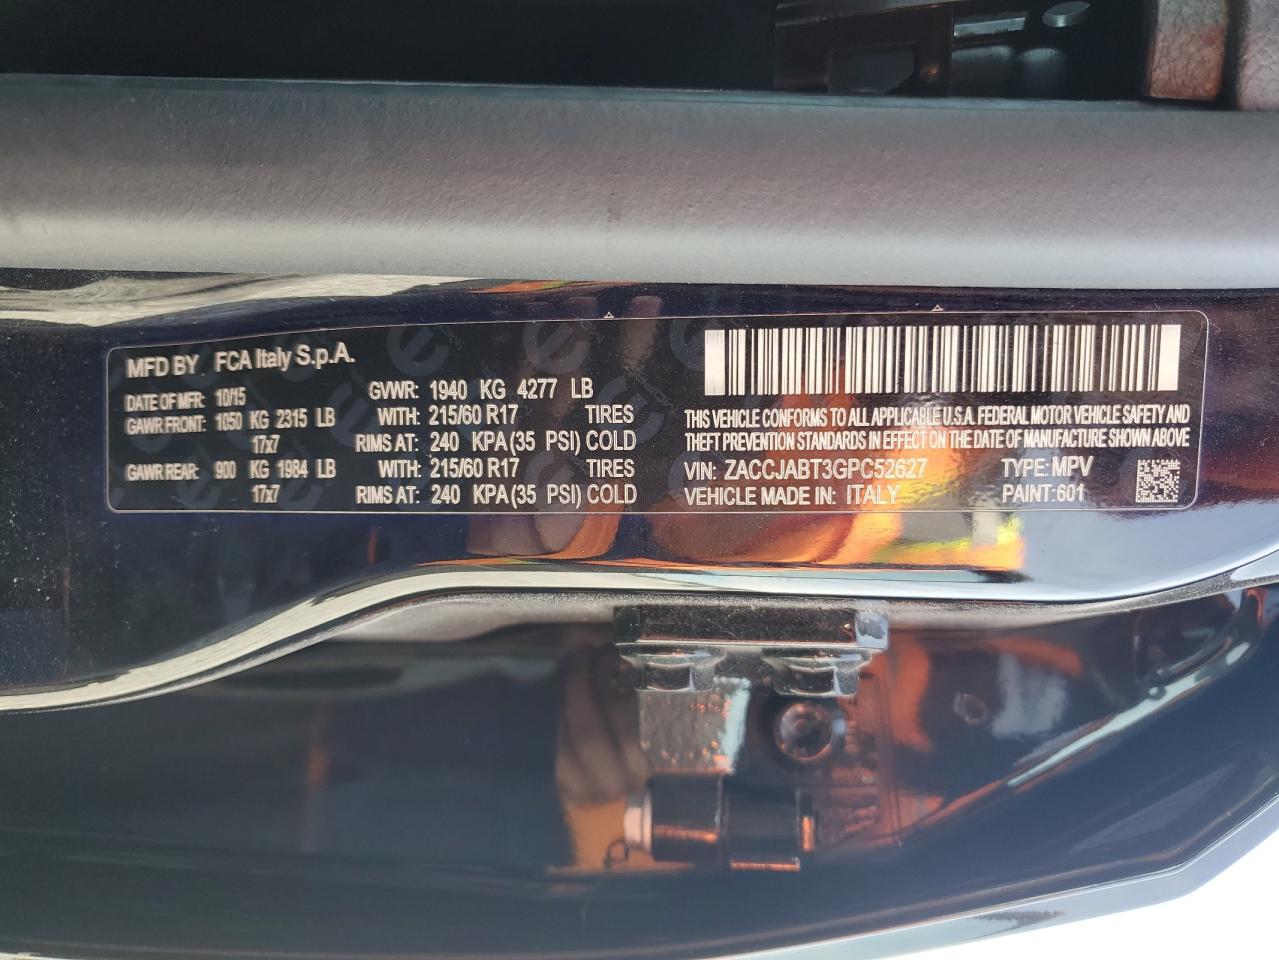 MFD BY FCA Italy S.p.A.
DATE OF MFR: 10/15 GVWR: 1940 KG 4277 LB
GAWR FRONT: 1050 KG 2315 LB WITH: 215/60 R17 TIRES
17x7 RIMS AT: 240 KPA(35 PSI) COLD
GAWR REAR: 900 KG 1984 LB WITH: 215/60 R17 TIRES
17x7 RIMS AT: 240 KPA(35 PSI) COLD
THIS VEHICLE CONFORMS TO ALL APPLICABLE U.S.A. FEDERAL MOTOR VEHICLE SAFETY AND
THEFT PREVENTION STANDARDS IN EFFECT ON THE DATE OF MANUFACTURE SHOWN ABOVE
VIN: ZACCJABT3GPC52627 TYPE: MPV
VEHICLE MADE IN: ITALY PAINT:601